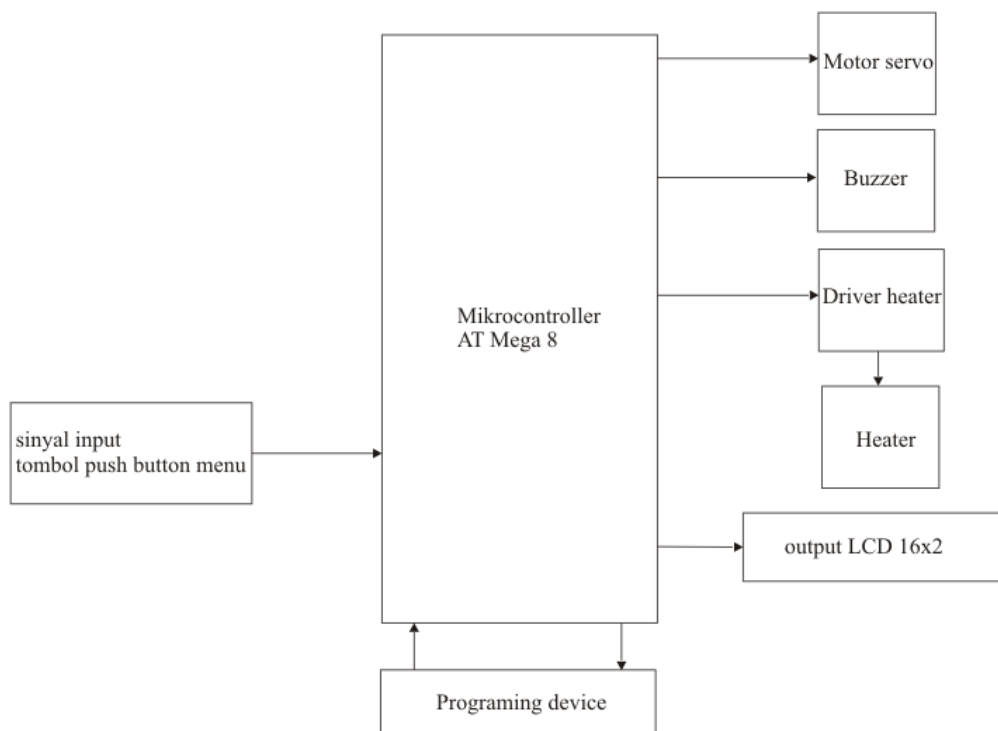 Motor servo
Buzzer
Mikrocontroller
AT Mega 8
Driver heater
sinyal input
tombol push button menu
Heater
output LCD 16x2
Programing device